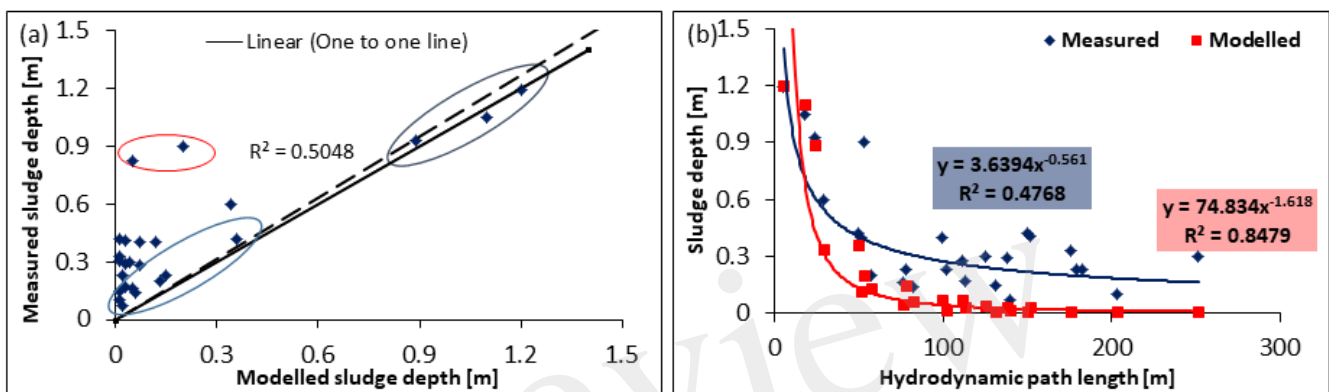 (a)
Linear (One to one line)
R² = 0.5048
Measured sludge depth [m]
1.5
1.2
0.9
0.6
0.3
0
0 0.3 0.6 0.9 1.2 1.5
Modelled sludge depth [m]
(b)
Measured Modelled
Sludge depth [m]
1.5
1.2
0.9
0.6
0.3
0
y = 3.6394x⁻⁰·⁵⁶¹
R² = 0.4768
y = 74.834x⁻¹·⁶¹⁸
R² = 0.8479
0 100 200 300
Hydrodynamic path length [m]
review